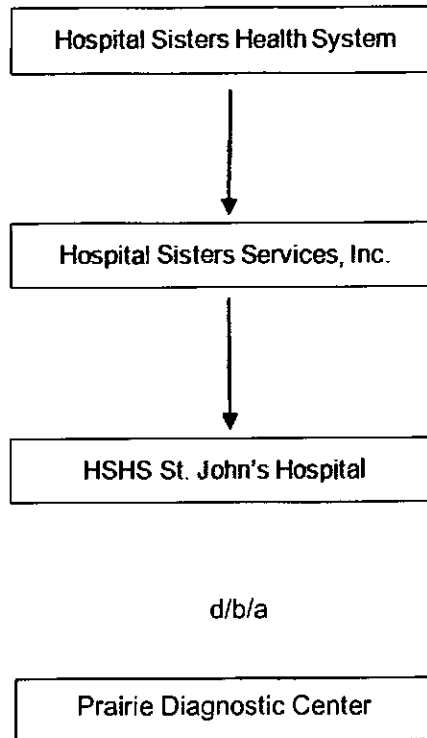 Hospital Sisters Health System
Hospital Sisters Services, Inc.
HSHS St. John's Hospital
d/b/a
Prairie Diagnostic Center